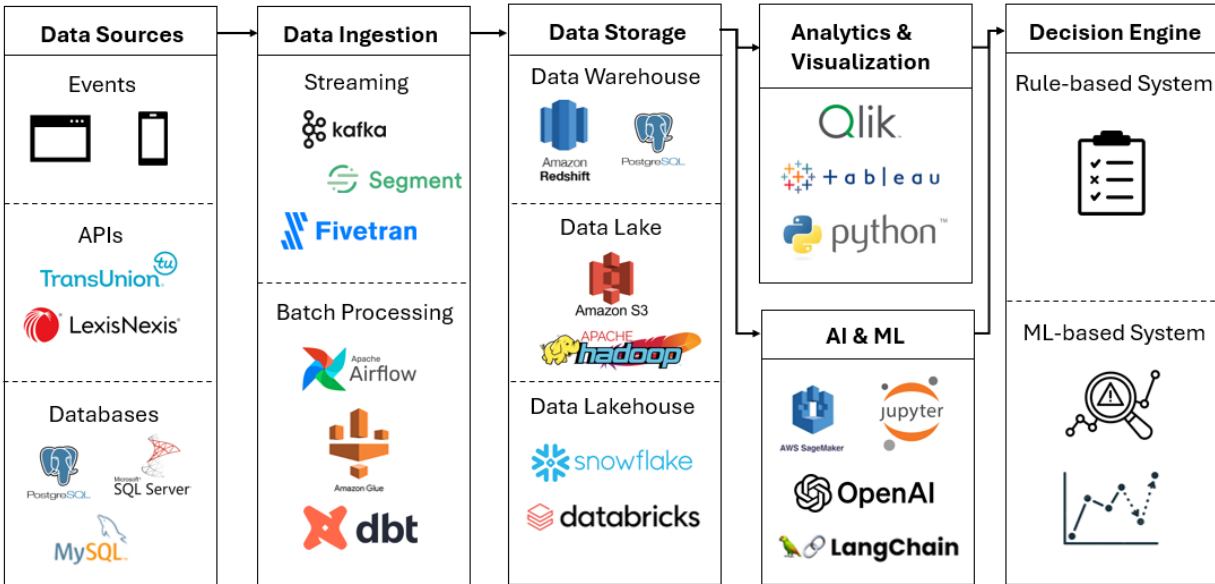 Data Sources
Events
APIs
TransUnion
tu
LexisNexis®
Databases
PostgreSQL
Microsoft®
SQL Server®
MySQL™
Data Ingestion
Streaming
kafka
Segment
Fivetran
Batch Processing
Apache
Airflow
Amazon Glue
dbt
Data Storage
Data Warehouse
Amazon
Redshift
PostgreSQL
Data Lake
Amazon S3
APACHE
hadoop
Data Lakehouse
snowflake
databricks
Analytics &
Visualization
Qlik
tableau
python™
AI & ML
AWS SageMaker
jupyter
OpenAI
LangChain
Decision Engine
Rule-based System
ML-based System